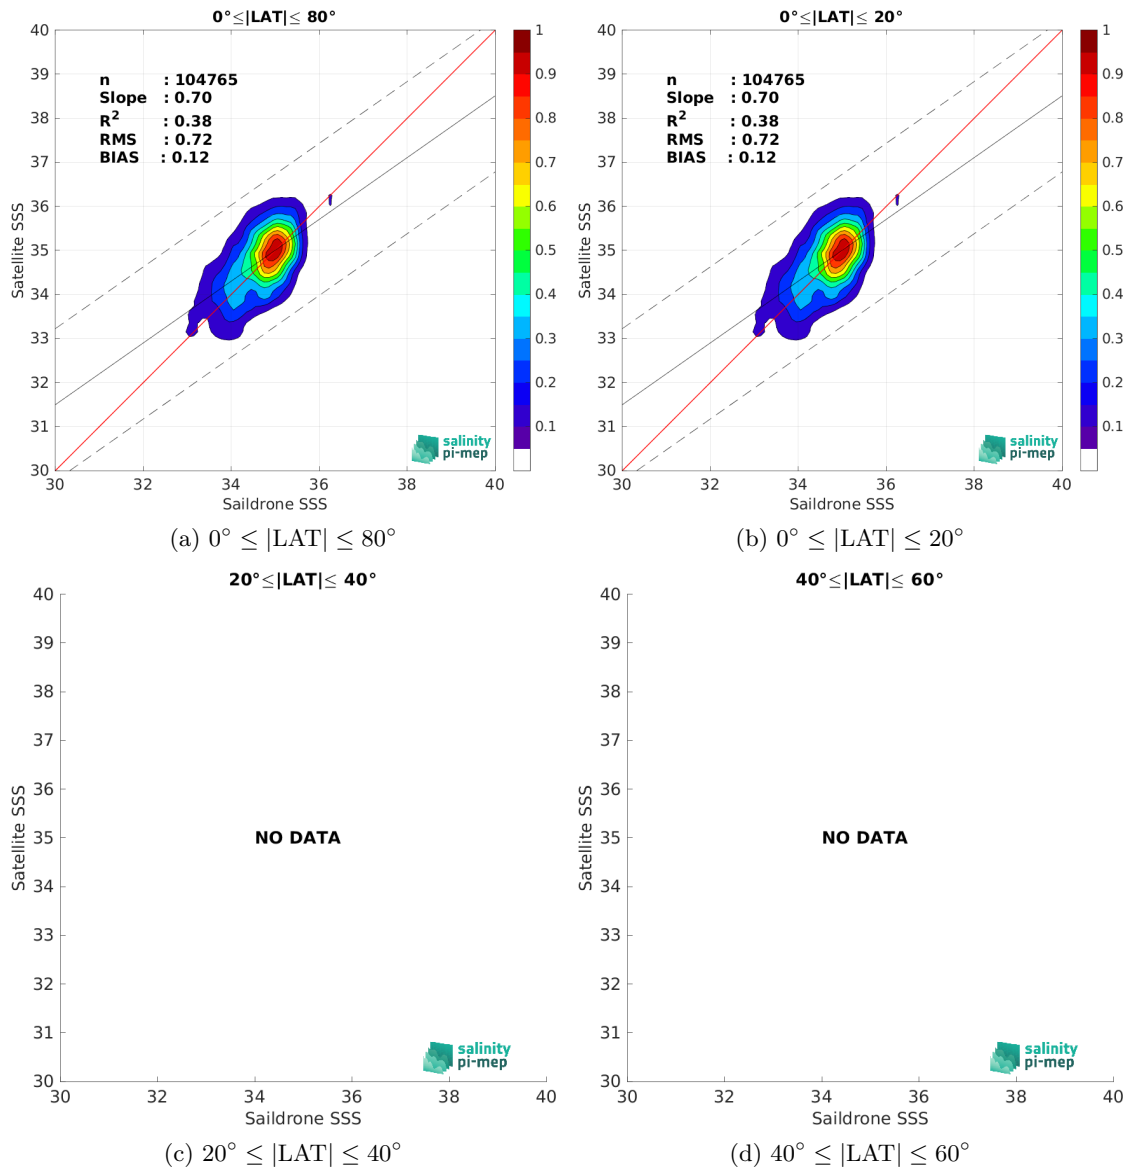 0°≤|LAT|≤ 80°
40
39
38
37
36
35
34
33
32
31
30
Satellite SSS
n : 104765
Slope : 0.70
R2 : 0.38
RMS : 0.72
BIAS : 0.12
salinity
pi-mep
30 32 34 36 38 40
Saildrone SSS
1
0.9
0.8
0.7
0.6
0.5
0.4
0.3
0.2
0.1
(a) 0° ≤ |LAT| ≤ 80°
0°≤|LAT|≤ 20°
40
39
38
37
36
35
34
33
32
31
30
Satellite SSS
n : 104765
Slope : 0.70
R2 : 0.38
RMS : 0.72
BIAS : 0.12
salinity
pi-mep
30 32 34 36 38 40
Saildrone SSS
1
0.9
0.8
0.7
0.6
0.5
0.4
0.3
0.2
0.1
(b) 0° ≤ |LAT| ≤ 20°
20°≤|LAT|≤ 40°
40
39
38
37
36
35
34
33
32
31
30
Satellite SSS
NO DATA
salinity
pi-mep
30 32 34 36 38 40
Saildrone SSS
(c) 20° ≤ |LAT| ≤ 40°
40°≤|LAT|≤ 60°
40
39
38
37
36
35
34
33
32
31
30
Satellite SSS
NO DATA
salinity
pi-mep
30 32 34 36 38 40
Saildrone SSS
(d) 40° ≤ |LAT| ≤ 60°